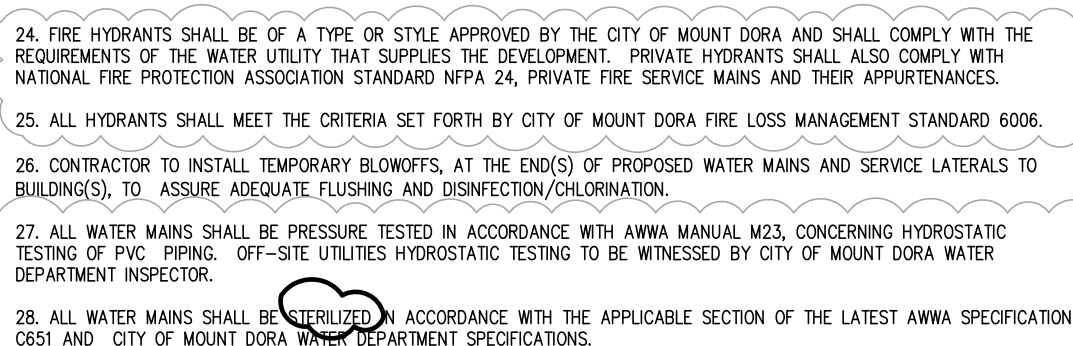 24. FIRE HYDRANTS SHALL BE OF A TYPE OR STYLE APPROVED BY THE CITY OF MOUNT DORA AND SHALL COMPLY WITH THE
REQUIREMENTS OF THE WATER UTILITY THAT SUPPLIES THE DEVELOPMENT. PRIVATE HYDRANTS SHALL ALSO COMPLY WITH
NATIONAL FIRE PROTECTION ASSOCIATION STANDARD NFPA 24, PRIVATE FIRE SERVICE MAINS AND THEIR APPURTENANCES.
25. ALL HYDRANTS SHALL MEET THE CRITERIA SET FORTH BY CITY OF MOUNT DORA FIRE LOSS MANAGEMENT STANDARD 6006.
26. CONTRACTOR TO INSTALL TEMPORARY BLOWOFFS, AT THE END(S) OF PROPOSED WATER MAINS AND SERVICE LATERALS TO
BUILDING(S), TO ASSURE ADEQUATE FLUSHING AND DISINFECTION/CHLORINATION.
27. ALL WATER MAINS SHALL BE PRESSURE TESTED IN ACCORDANCE WITH AWWA MANUAL M23, CONCERNING HYDROSTATIC
TESTING OF PVC PIPING. OFF-SITE UTILITIES HYDROSTATIC TESTING TO BE WITNESSED BY CITY OF MOUNT DORA WATER
DEPARTMENT INSPECTOR.
28. ALL WATER MAINS SHALL BE STERILIZED IN ACCORDANCE WITH THE APPLICABLE SECTION OF THE LATEST AWWA SPECIFICATION
C651 AND CITY OF MOUNT DORA WATER DEPARTMENT SPECIFICATIONS.